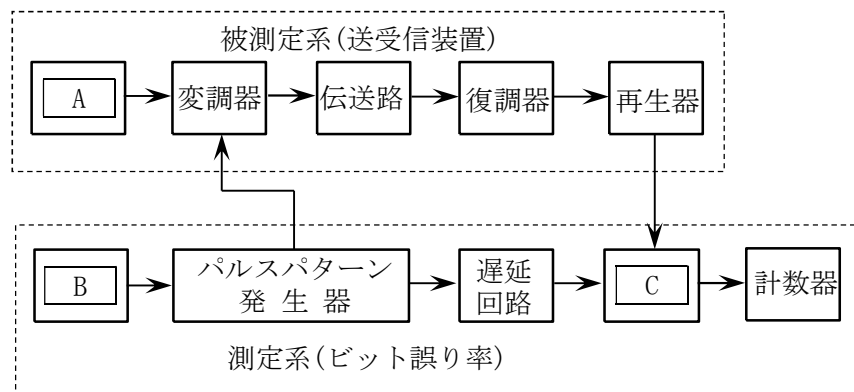 被測定系(送受信装置)
A
変調器
伝送路
復調器
再生器
B
パルスパターン
発生器
遅延
回路
C
計数器
測定系(ビット誤り率)